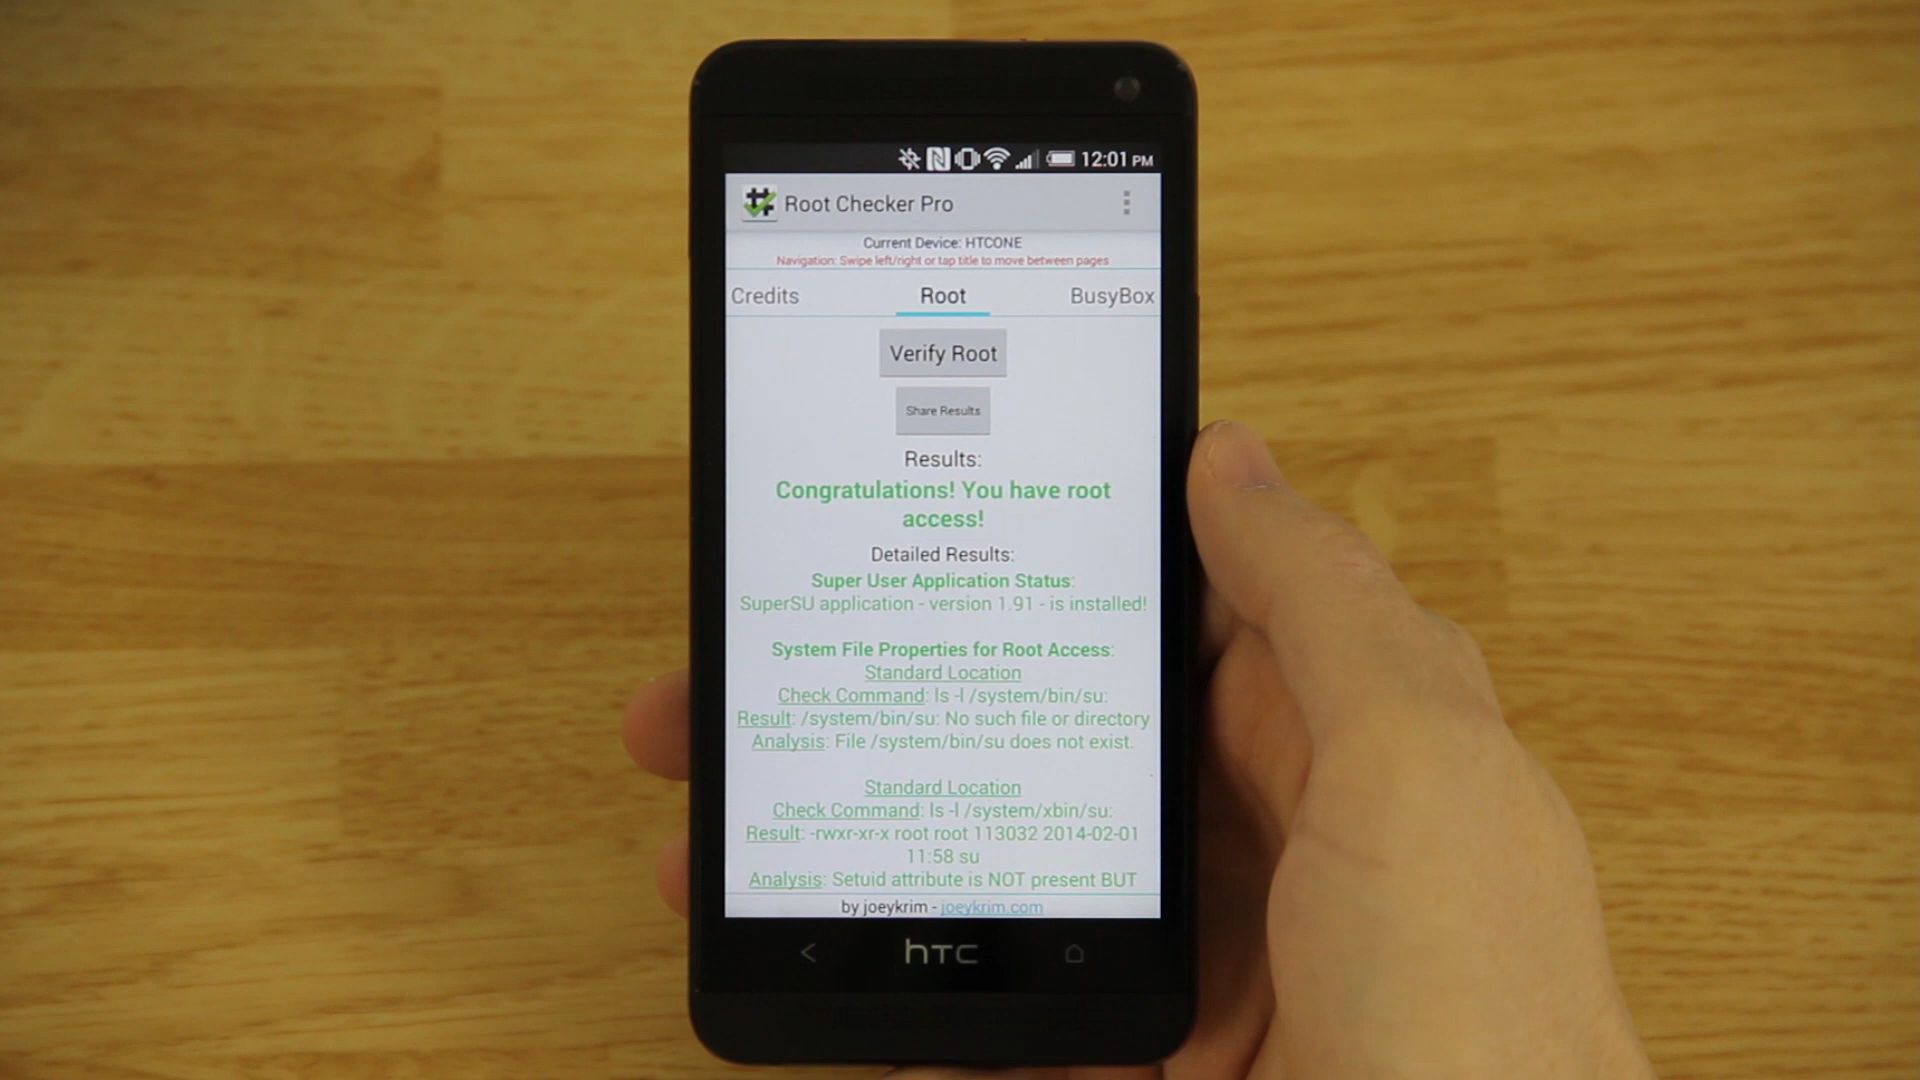 12:01 PM
Root Checker Pro
Current Device: HTCONE
Navigation: Swipe left/right or tap title to move between pages
Credits Root BusyBox
Verify Root
Share Results
Results:
Congratulations! You have root
access!
Detailed Results:
Super User Application Status:
SuperSU application - version 1.91 - is installed!
System File Properties for Root Access:
Standard Location
Check Command: ls -l /system/bin/su:
Result: /system/bin/su: No such file or directory
Analysis: File /system/bin/su does not exist.
Standard Location
Check Command: ls -l /system/xbin/su:
Result: -rwxr-xr-x root root 113032 2014-02-01
11:58 su
Analysis: Setuid attribute is NOT present BUT
by joeykrim - joeykrim.com
hTC